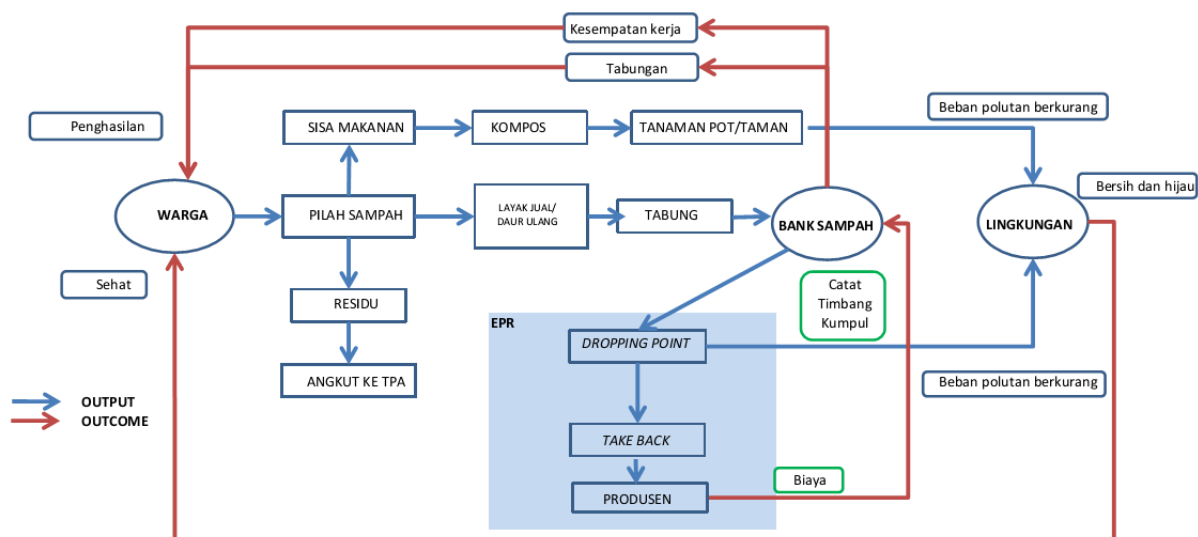 Kesempatan kerja
Tabungan
Penghasilan
SISA MAKANAN
KOMPOS
TANAMAN POT/TAMAN
Beban polutan berkurang
Bersih dan hijau
WARGA
PILAH SAMPAH
LAYAK JUAL/
DAUR ULANG
TABUNG
BANK SAMPAH
LINGKUNGAN
Sehat
RESIDU
Catat
Timbang
Kumpul
EPR
DROPPING POINT
ANGKUT KE TPA
Beban polutan berkurang
OUTPUT
OUTCOME
TAKE BACK
Biaya
PRODUSEN